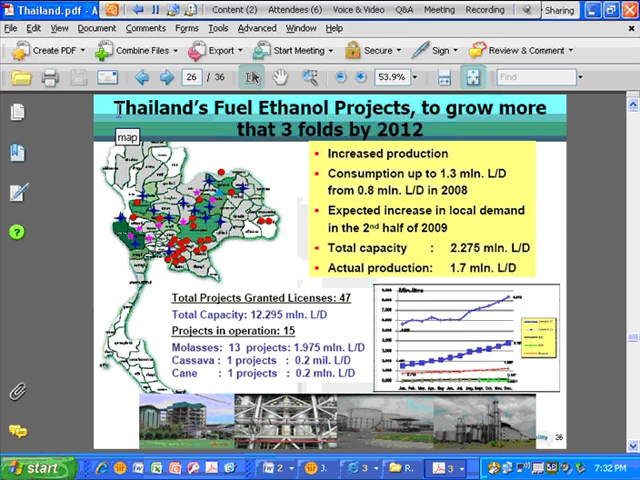 Thailand.pdf - A
Content (2) Attendees (6) Voice & Video Q&A Meeting Recording Sharing
File Edit View Document Comments Forms Tools Advanced Window Help
Create PDF Combine Files Export Start Meeting Secure Sign Review & Comment
26 / 36 53.9% Find
Thailand's Fuel Ethanol Projects, to grow more
that 3 folds by 2012
map
Increased production
Consumption up to 1.3 mln. L/D
from 0.8 mln. L/D in 2008
Expected increase in local demand
in the 2nd half of 2009
Total capacity : 2.275 mln. L/D
Actual production: 1.7 mln. L/D
Total Projects Granted Licenses: 47
Total Capacity: 12.295 mln. L/D
Projects in operation: 15
Molasses: 13 projects: 1.975 mln. L/D
Cassava : 1 projects : 0.2 mil. L/D
Cane : 1 projects : 0.2 mln. L/D
Mln.litre
26
start 2 J. 3 R. 3 7:32 PM